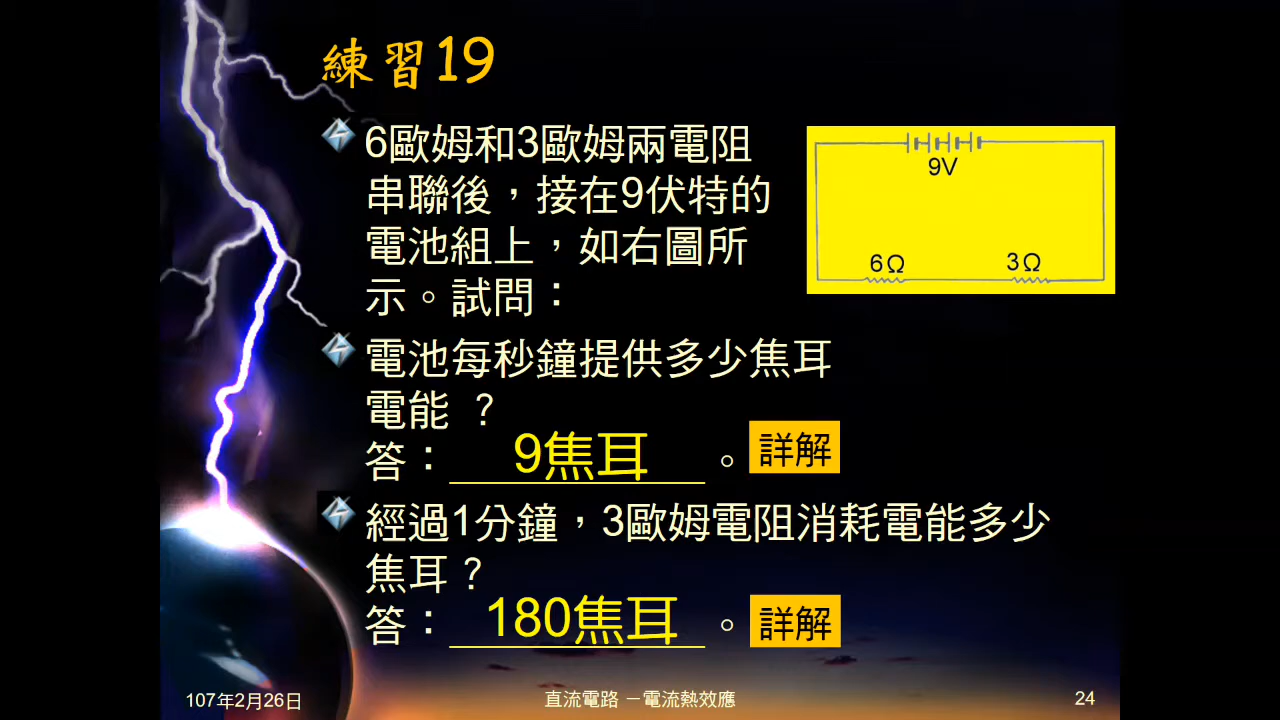 練習19
6歐姆和3歐姆兩電阻
串聯後，接在9伏特的
電池組上，如右圖所
示。試問：
9V
6Ω
3Ω
電池每秒鐘提供多少焦耳
電能 ？
答：9焦耳。詳解
經過1分鐘，3歐姆電阻消耗電能多少
焦耳？
答：180焦耳。詳解
107年2月26日
直流電路 －電流熱效應
24